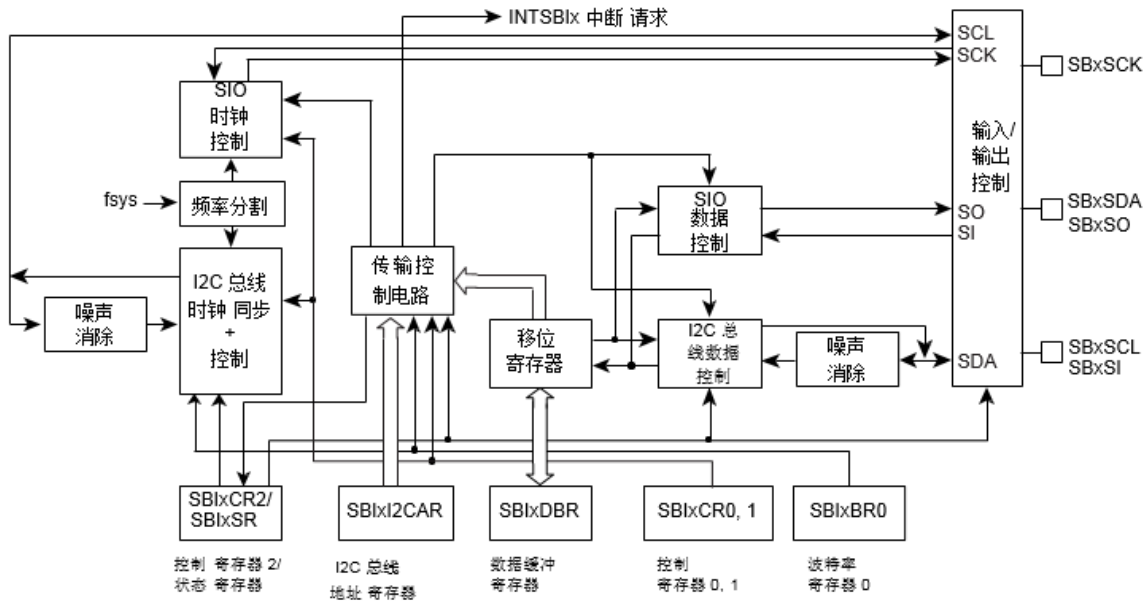 INTSBIx 中断 请求
SCL
SCK
SBxSCK
SIO
时钟
控制
输入/
输出
控制
fsys
频率分割
SIO
数据
控制
SO
SI
SBxSDA
SBxSO
I2C 总线
时钟 同步
+
控制
传输控
制电路
噪声
消除
移位
寄存器
I2C 总
线数据
控制
噪声
消除
SDA
SBxSCL
SBxSI
SBIxCR2/
SBIxSR
SBIxI2CAR
SBIxDBR
SBIxCR0, 1
SBIxBR0
控制 寄存器 2/
状态 寄存器
I2C 总线
地址 寄存器
数据缓冲
寄存器
控制
寄存器 0, 1
波特率
寄存器 0